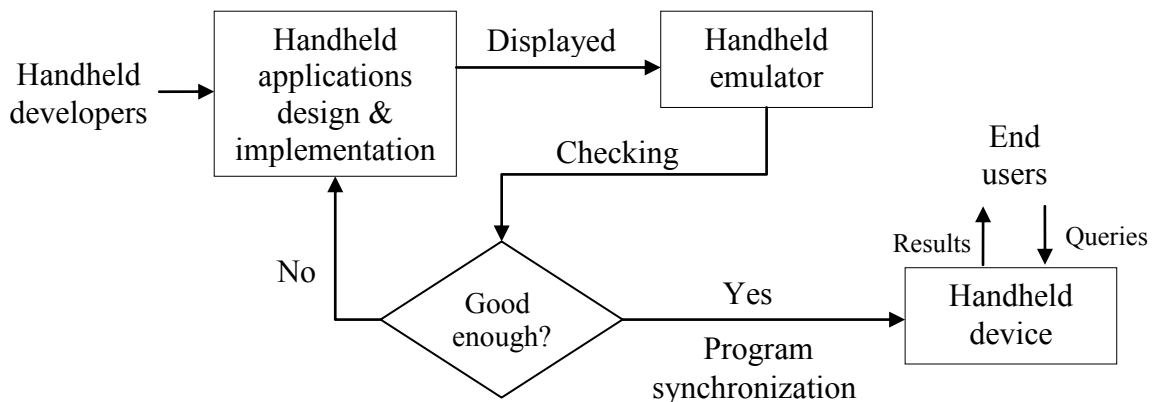 Handheld
developers
Handheld
applications
design &
implementation
Displayed
Handheld
emulator
Checking
Good
enough?
No
Yes
Program
synchronization
End
users
Results
Queries
Handheld
device